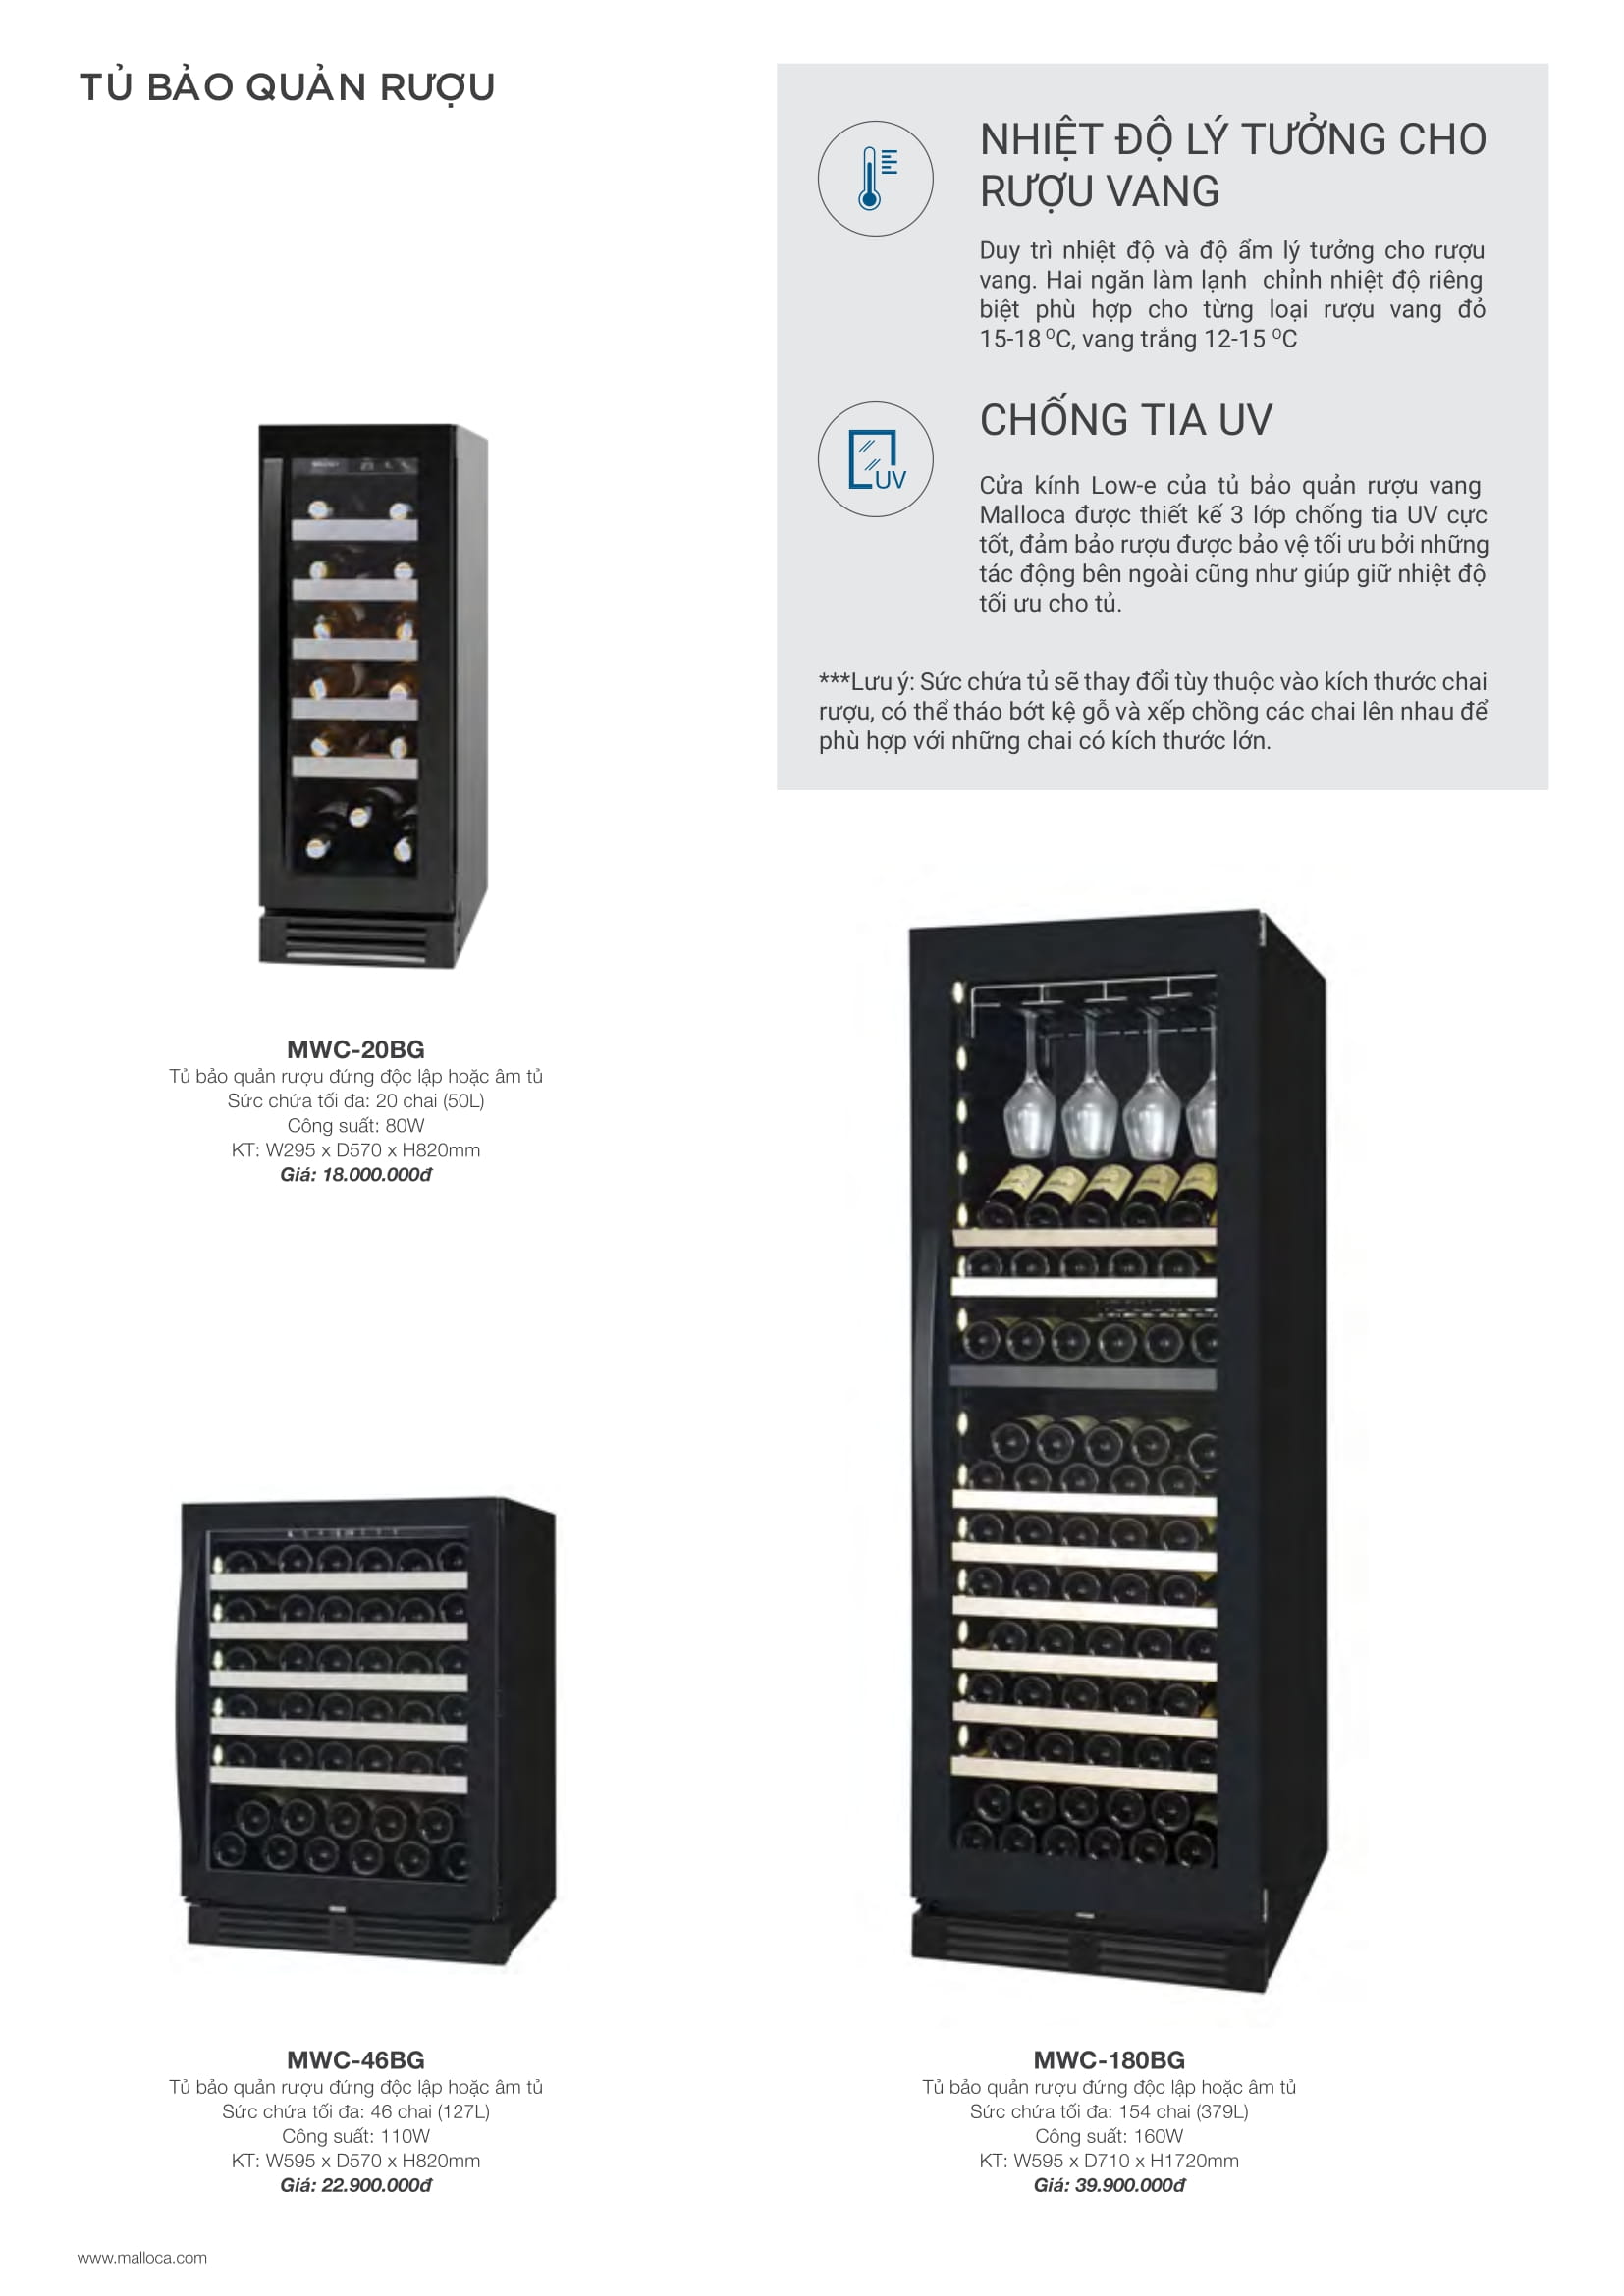 TỦ BẢO QUẢN RƯỢU
NHIỆT ĐỘ LÝ TƯỞNG CHO
RƯỢU VANG
Duy trì nhiệt độ và độ ẩm lý tưởng cho rượu
vang. Hai ngăn làm lạnh chỉnh nhiệt độ riêng
biệt phù hợp cho từng loại rượu vang đỏ
15-18 ⁰C, vang trắng 12-15 ⁰C
UV
CHỐNG TIA UV
Cửa kính Low-e của tủ bảo quản rượu vang
Malloca được thiết kế 3 lớp chống tia UV cực
tốt, đảm bảo rượu được bảo vệ tối ưu bởi những
tác động bên ngoài cũng như giúp giữ nhiệt độ
tối ưu cho tủ.
***Lưu ý: Sức chứa tủ sẽ thay đổi tùy thuộc vào kích thước chai
rượu, có thể tháo bớt kệ gỗ và xếp chồng các chai lên nhau để
phù hợp với những chai có kích thước lớn.
MWC-20BG
Tủ bảo quản rượu đứng độc lập hoặc âm tủ
Sức chứa tối đa: 20 chai (50L)
Công suất: 80W
KT: W295 x D570 x H820mm
Giá: 18.000.000đ
MWC-46BG
Tủ bảo quản rượu đứng độc lập hoặc âm tủ
Sức chứa tối đa: 46 chai (127L)
Công suất: 110W
KT: W595 x D570 x H820mm
Giá: 22.900.000đ
MWC-180BG
Tủ bảo quản rượu đứng độc lập hoặc âm tủ
Sức chứa tối đa: 154 chai (379L)
Công suất: 160W
KT: W595 x D710 x H1720mm
Giá: 39.900.000đ
www.malloca.com